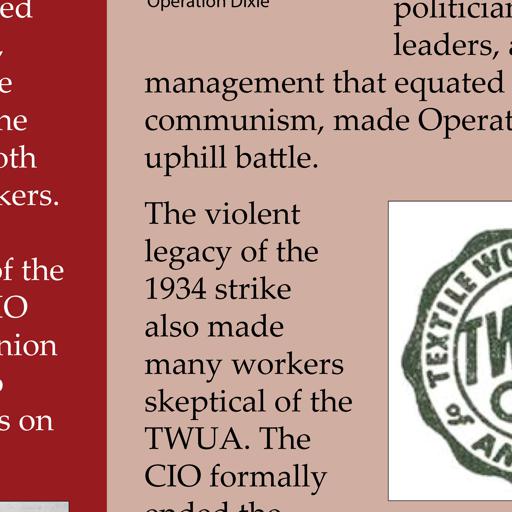 ed
,
e
he
oth
kers.
of the
IO
nion
o
s on
Operation Dixie
politician
leaders, a
management that equated
communism, made Operat
uphill battle.
The violent
legacy of the
1934 strike
also made
many workers
skeptical of the
TWUA. The
CIO formally
ended the
TEXTILE WO
TW
C
of AM